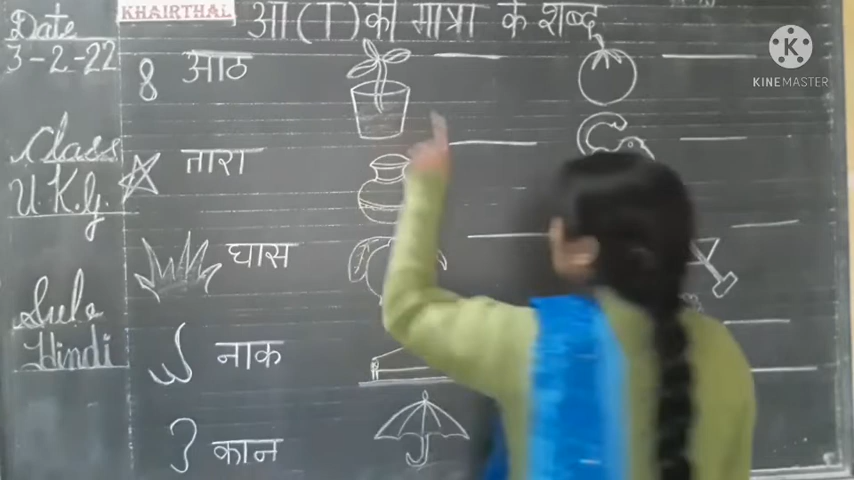 KHAIRTHAL
आ (ा) की मात्रा के शब्द
Date
3-2-22
Class
U.K.G.
Sub.
Hindi
8 आठ
तारा
घास
नाक
कान
K
KINEMASTER